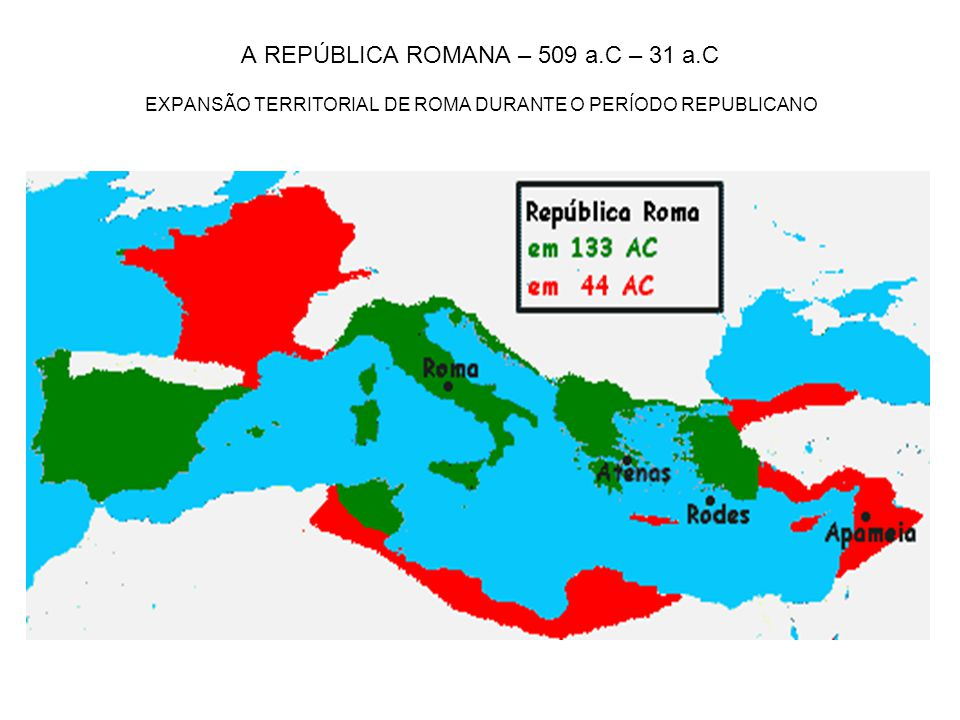 A REPÚBLICA ROMANA – 509 a.C – 31 a.C
EXPANSÃO TERRITORIAL DE ROMA DURANTE O PERÍODO REPUBLICANO
República Roma
em 133 AC
em 44 AC
Roma
Atenas
Rodes
Apameia